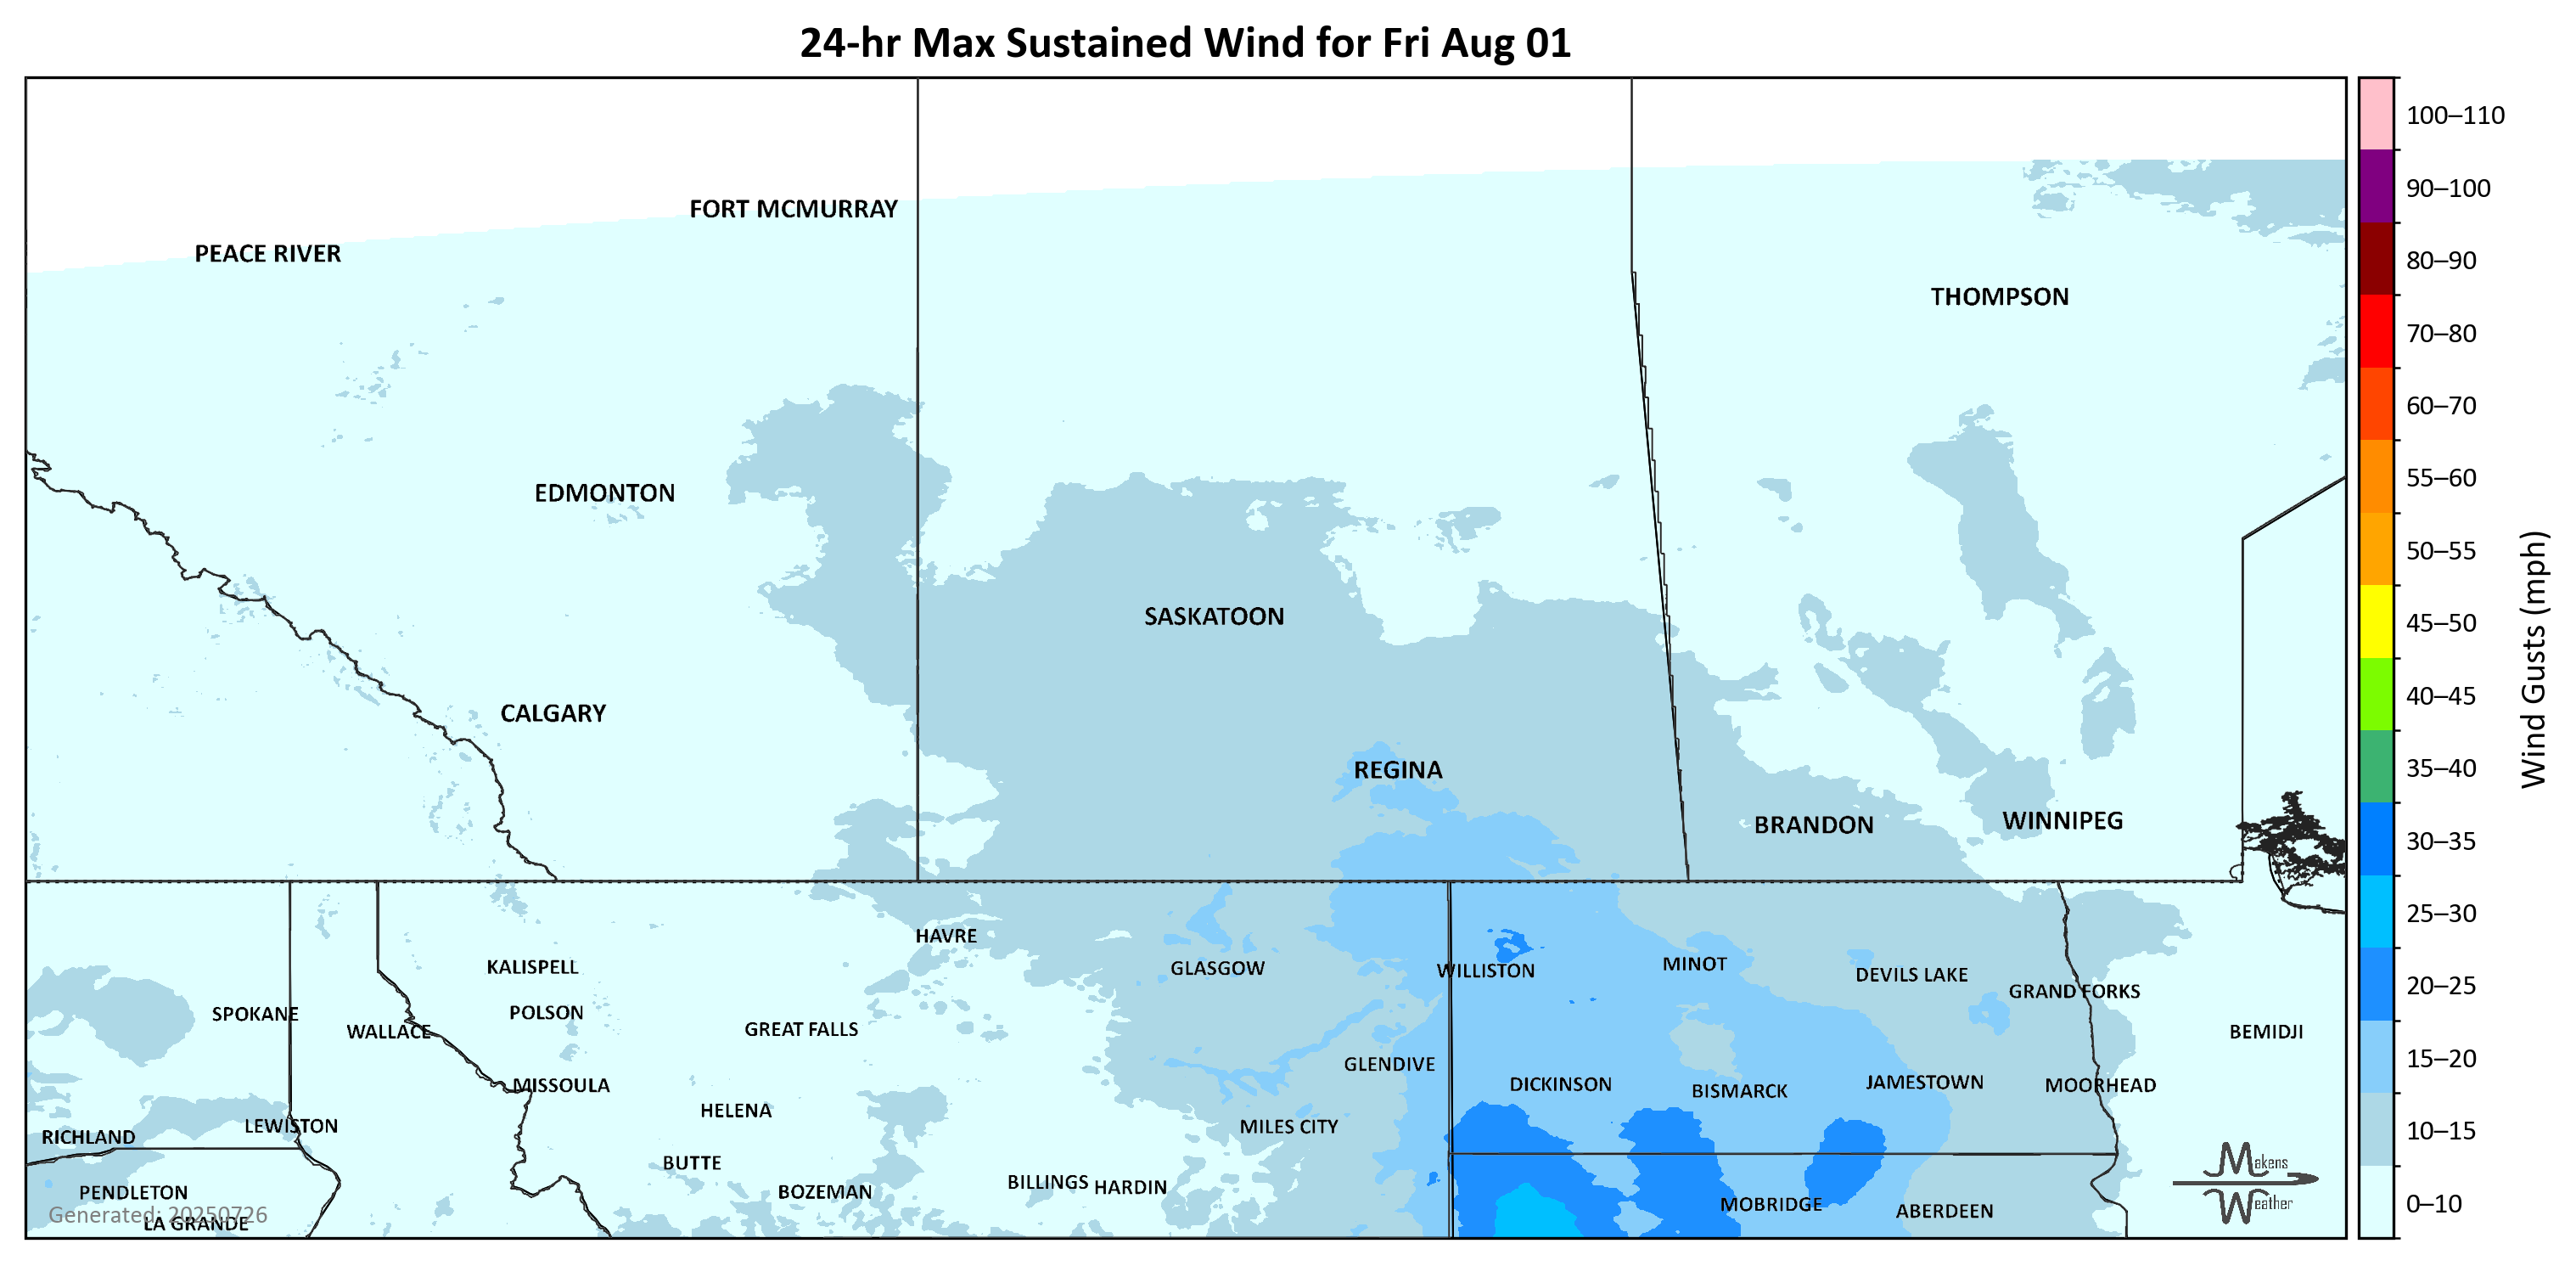 24-hr Max Sustained Wind for Fri Aug 01
100–110
90–100
80–90
70–80
60–70
55–60
50–55
45–50
40–45
35–40
30–35
25–30
20–25
15–20
10–15
0–10
Wind Gusts (mph)
FORT MCMURRAY
PEACE RIVER
THOMPSON
EDMONTON
SASKATOON
CALGARY
REGINA
BRANDON
WINNIPEG
HAVRE
KALISPELL
GLASGOW
WILLISTON
MINOT
DEVILS LAKE
GRAND FORKS
SPOKANE
POLSON
WALLACE
GREAT FALLS
BEMIDJI
GLENDIVE
MISSOULA
DICKINSON
BISMARCK
JAMESTOWN
MOORHEAD
HELENA
LEWISTON
MILES CITY
RICHLAND
BUTTE
PENDLETON
BOZEMAN
BILLINGS
HARDIN
MOBRIDGE
ABERDEEN
Generated: 20250726
LA GRANDE
Makens
Weather